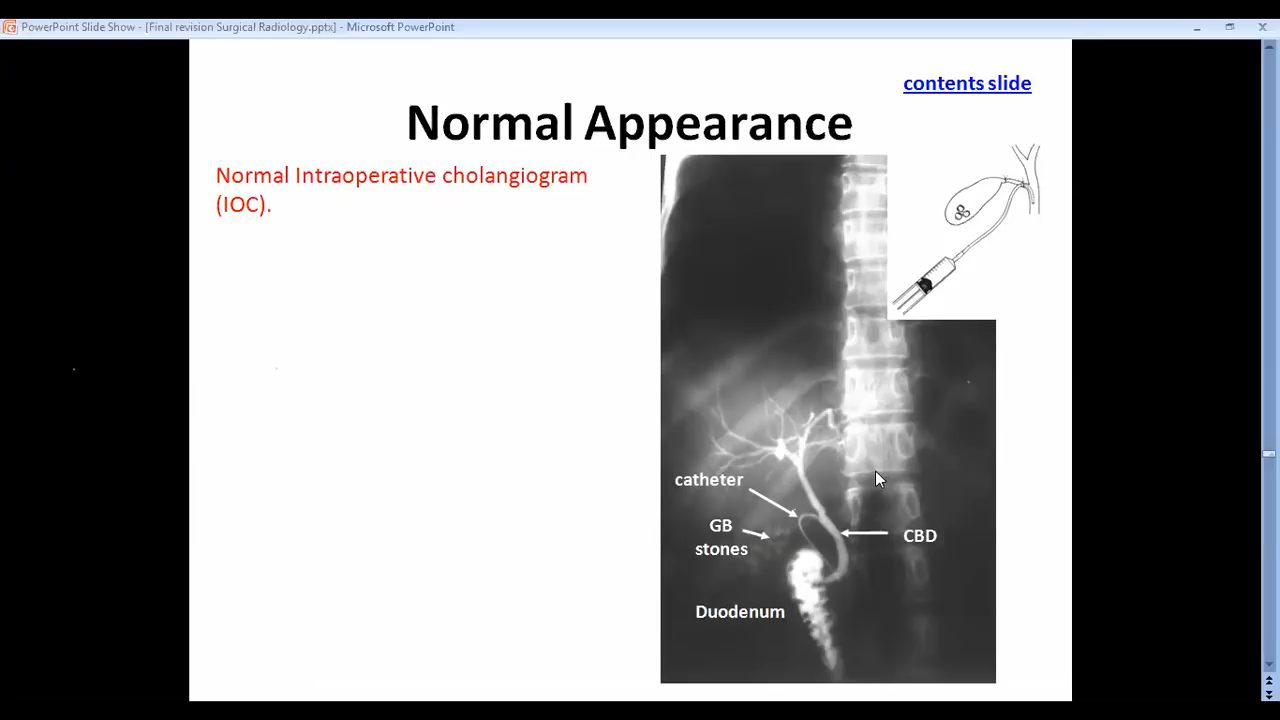 PowerPoint Slide Show - [Final revision Surgical Radiology.pptx] - Microsoft PowerPoint
contents slide
Normal Appearance
Normal Intraoperative cholangiogram
(IOC).
catheter
GB
stones
CBD
Duodenum